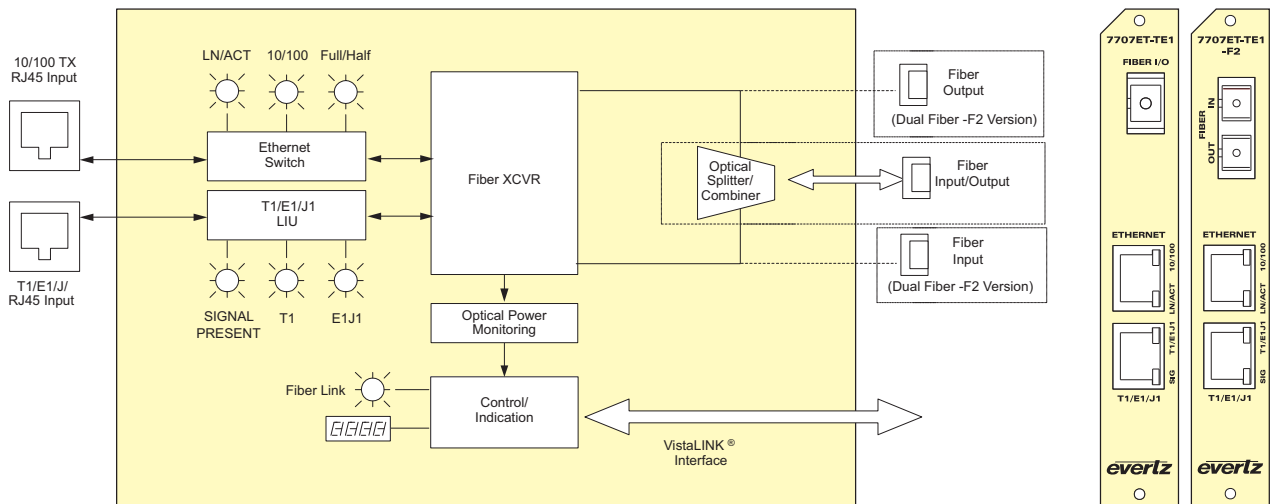 10/100 TX
RJ45 Input
T1/E1/J/
RJ45 Input
LN/ACT
10/100
Full/Half
Ethernet
Switch
T1/E1/J1
LIU
SIGNAL
PRESENT
T1
E1J1
Fiber XCVR
Optical Power
Monitoring
Fiber Link
8888
Control/
Indication
VistaLINK ®
Interface
Optical
Splitter/
Combiner
Fiber
Output
(Dual Fiber -F2 Version)
Fiber
Input/Output
Fiber
Input
(Dual Fiber -F2 Version)
7707ET-TE1
FIBER I/O
ETHERNET
10/100
LN/ACT
T1/E1J1
SIG
T1/E1/J1
evertz
7707ET-TE1
-F2
FIBER
IN
OUT
ETHERNET
10/100
LN/ACT
T1/E1J1
SIG
T1/E1/J1
evertz